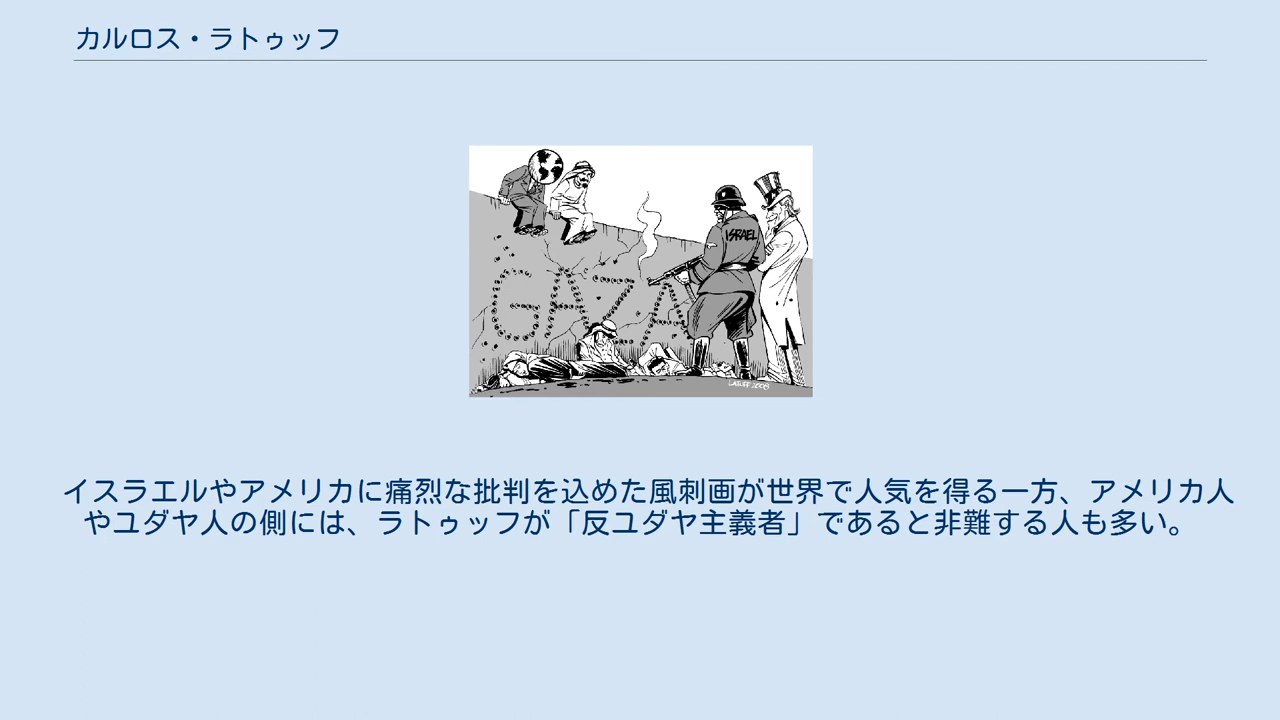 カルロス・ラトゥッフ
ISRAEL
GAZA
LATUFF 2008
イスラエルやアメリカに痛烈な批判を込めた風刺画が世界で人気を得る一方、アメリカ人
やユダヤ人の側には、ラトゥッフが「反ユダヤ主義者」であると非難する人も多い。